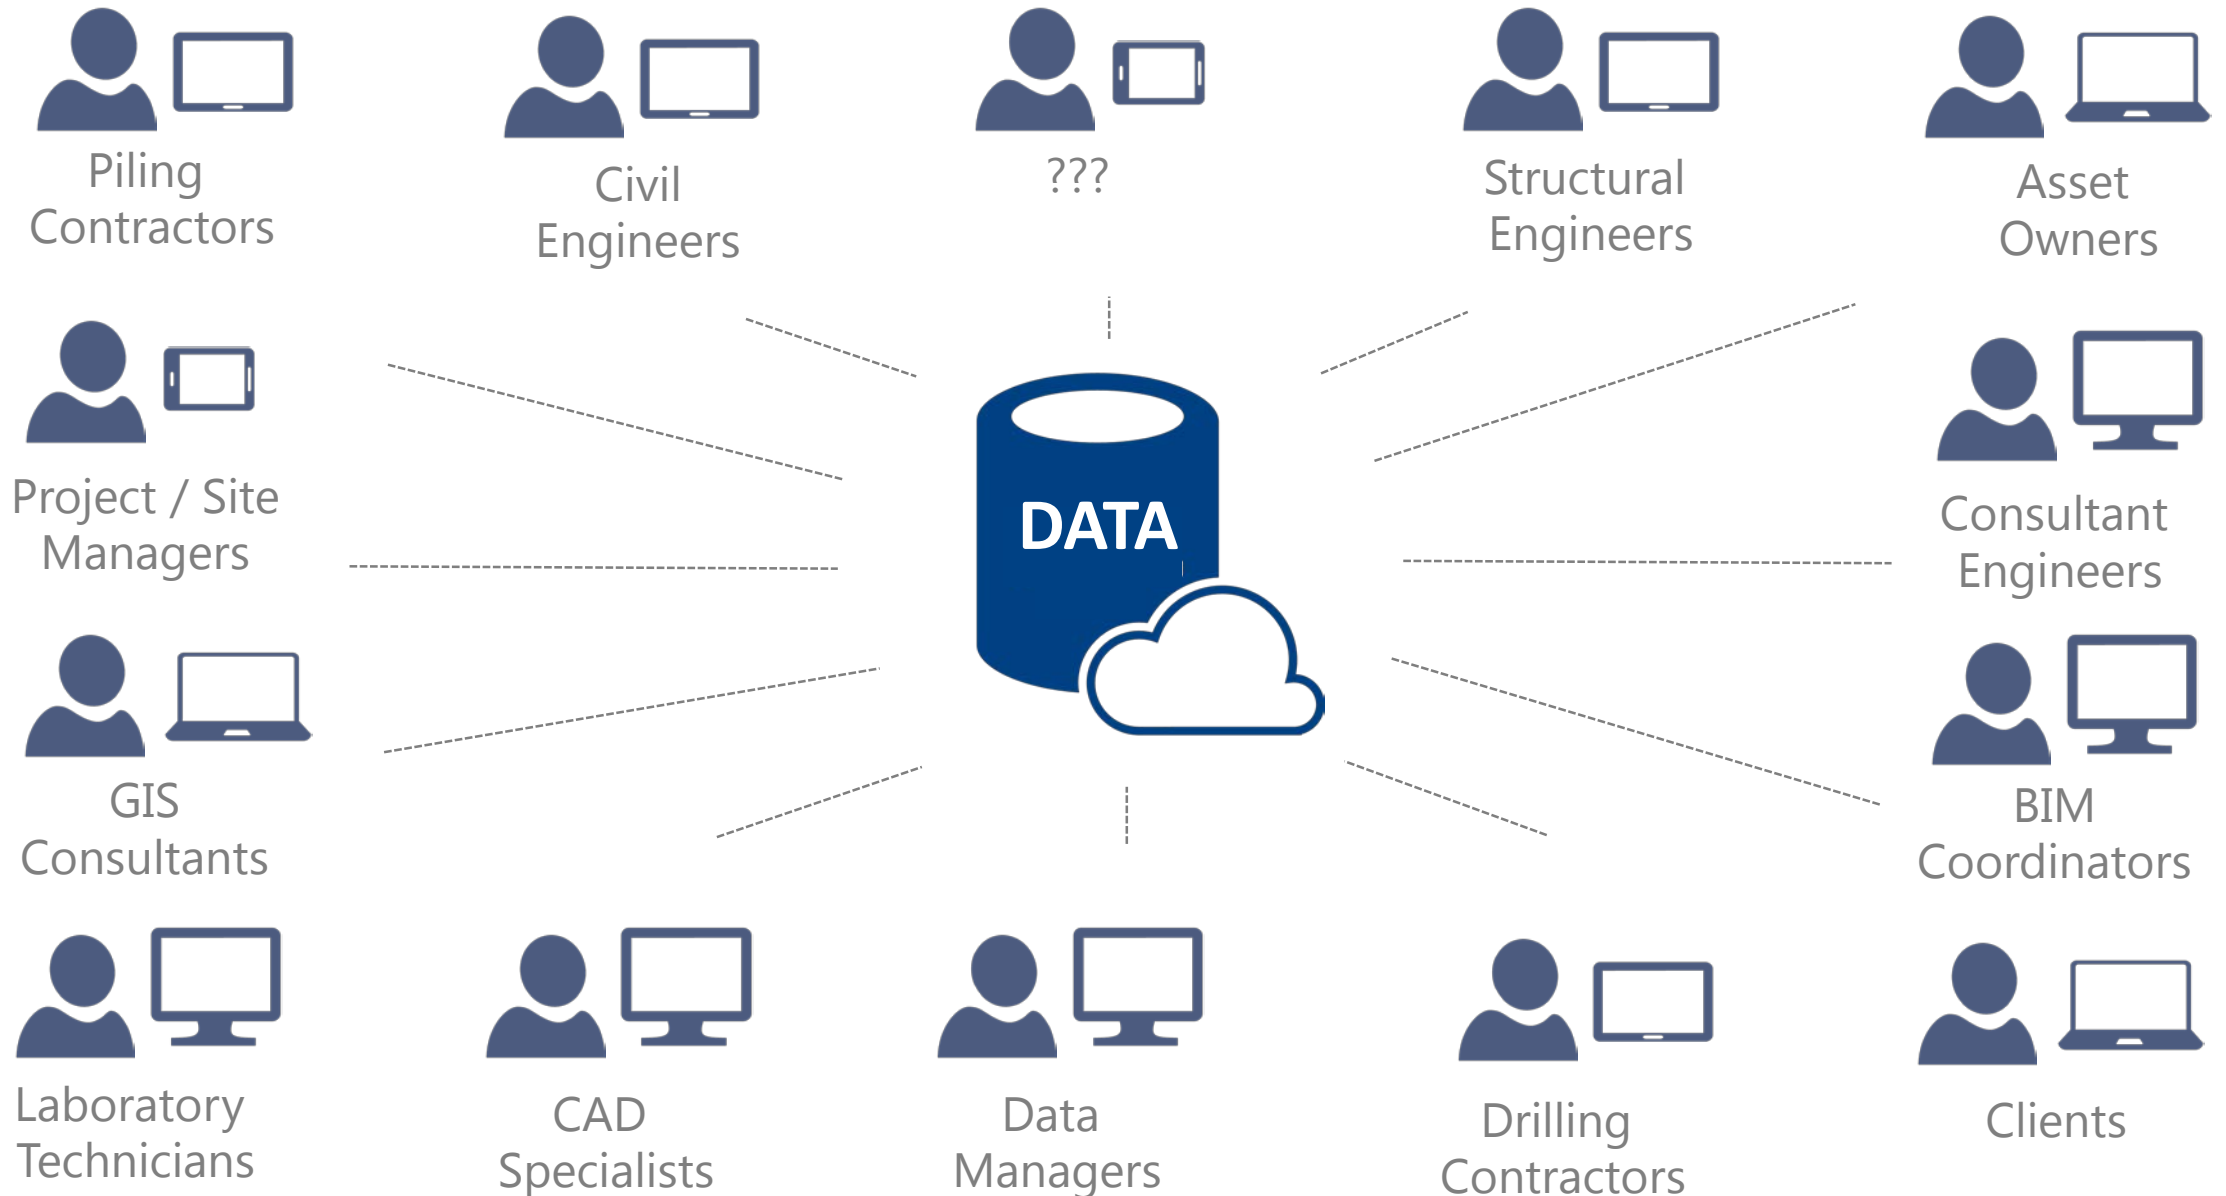 Piling
Contractors
Civil
Engineers
???
Structural
Engineers
Asset
Owners
Project / Site
Managers
DATA
Consultant
Engineers
GIS
Consultants
BIM
Coordinators
Laboratory
Technicians
CAD
Specialists
Data
Managers
Drilling
Contractors
Clients